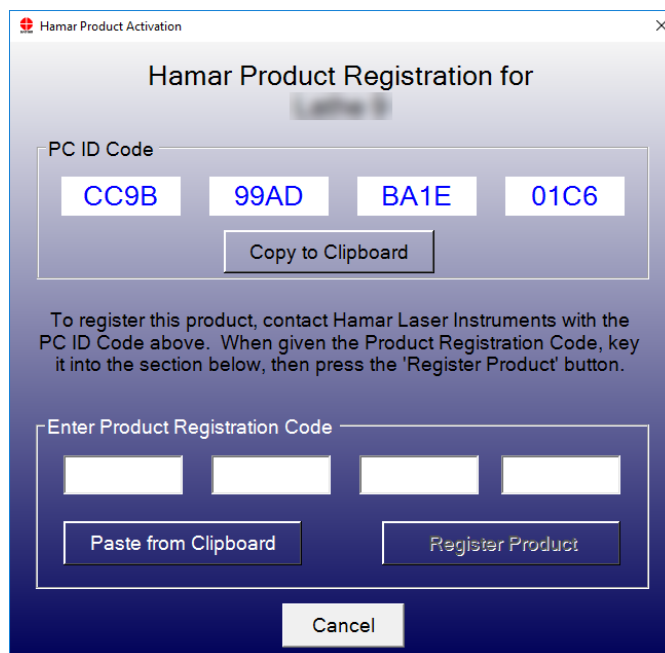 Hamar Product Activation
Hamar Product Registration for
PC ID Code
CC9B 99AD BA1E 01C6
Copy to Clipboard
To register this product, contact Hamar Laser Instruments with the
PC ID Code above. When given the Product Registration Code, key
it into the section below, then press the 'Register Product' button.
Enter Product Registration Code
Paste from Clipboard Register Product
Cancel